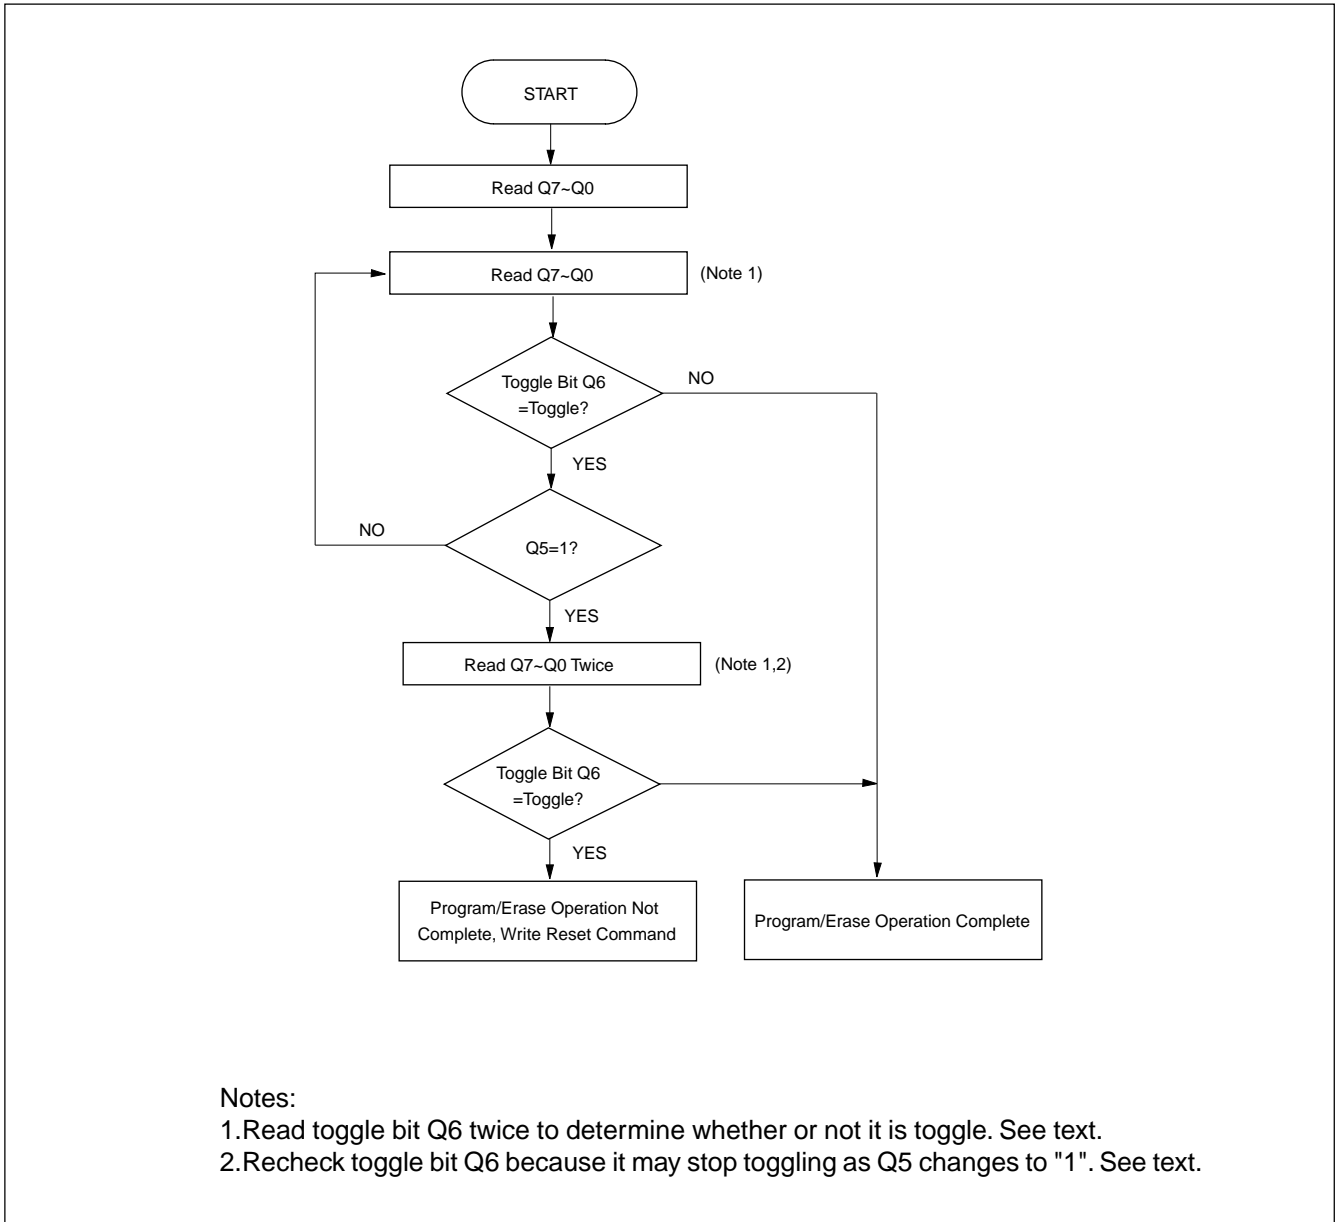 START
Read Q7~Q0
Read Q7~Q0
(Note 1)
Toggle Bit Q6
=Toggle?
NO
YES
NO
Q5=1?
YES
Read Q7~Q0 Twice
(Note 1,2)
Toggle Bit Q6
=Toggle?
YES
Program/Erase Operation Not
Complete, Write Reset Command
Program/Erase Operation Complete
Notes:
1.Read toggle bit Q6 twice to determine whether or not it is toggle. See text.
2.Recheck toggle bit Q6 because it may stop toggling as Q5 changes to "1". See text.